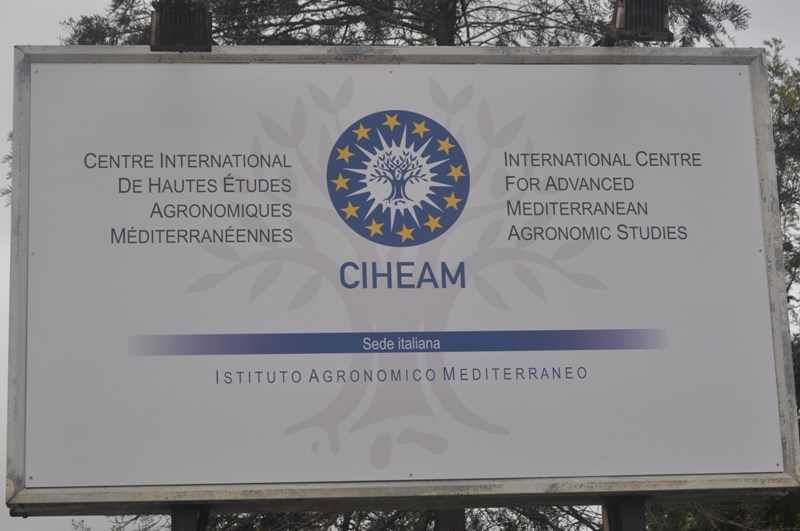 CENTRE INTERNATIONAL
DE HAUTES ÉTUDES
AGRONOMIQUES
MÉDITERRANÉENNES
INTERNATIONAL CENTRE
FOR ADVANCED
MEDITERRANEAN
AGRONOMIC STUDIES
CIHEAM
Sede italiana
ISTITUTO AGRONOMICO MEDITERRANEO